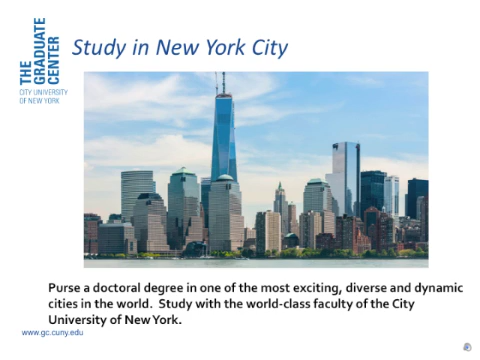 THE
GRADUATE
CENTER
CITY UNIVERSITY
OF NEW YORK
Study in New York City
Purse a doctoral degree in one of the most exciting, diverse and dynamic
cities in the world. Study with the world-class faculty of the City
University of New York.
www.gc.cuny.edu